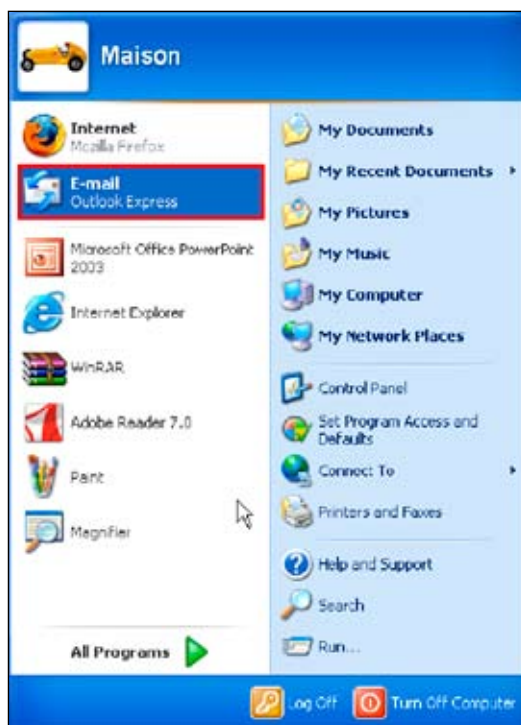 Maison
Internet
Mozilla Firefox
E-mail
Outlook Express
Microsoft Office PowerPoint
2003
Internet Explorer
WinRAR
Adobe Reader 7.0
Paint
Magnifier
All Programs
My Documents
My Recent Documents
My Pictures
My Music
My Computer
My Network Places
Control Panel
Set Program Access and
Defaults
Connect To
Printers and Faxes
Help and Support
Search
Run...
Log Off
Turn Off Computer